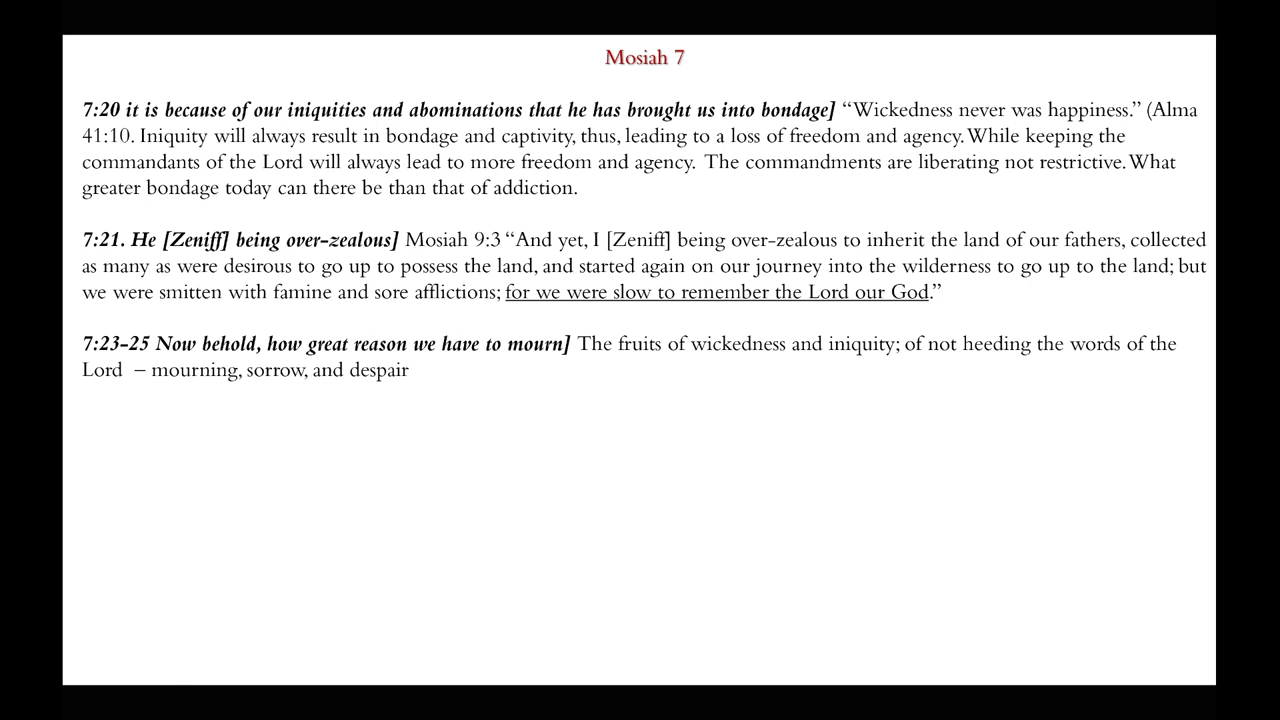 Mosiah 7
7:20 it is because of our iniquities and abominations that he has brought us into bondage] “Wickedness never was happiness.” (Alma
41:10. Iniquity will always result in bondage and captivity, thus, leading to a loss of freedom and agency. While keeping the
commandants of the Lord will always lead to more freedom and agency.  The commandments are liberating not restrictive. What
greater bondage today can there be than that of addiction.
7:21. He [Zeniff] being over-zealous] Mosiah 9:3 “And yet, I [Zeniff] being over-zealous to inherit the land of our fathers, collected
as many as were desirous to go up to possess the land, and started again on our journey into the wilderness to go up to the land; but
we were smitten with famine and sore afflictions; for we were slow to remember the Lord our God.”
7:23-25 Now behold, how great reason we have to mourn] The fruits of wickedness and iniquity; of not heeding the words of the
Lord  – mourning, sorrow, and despair